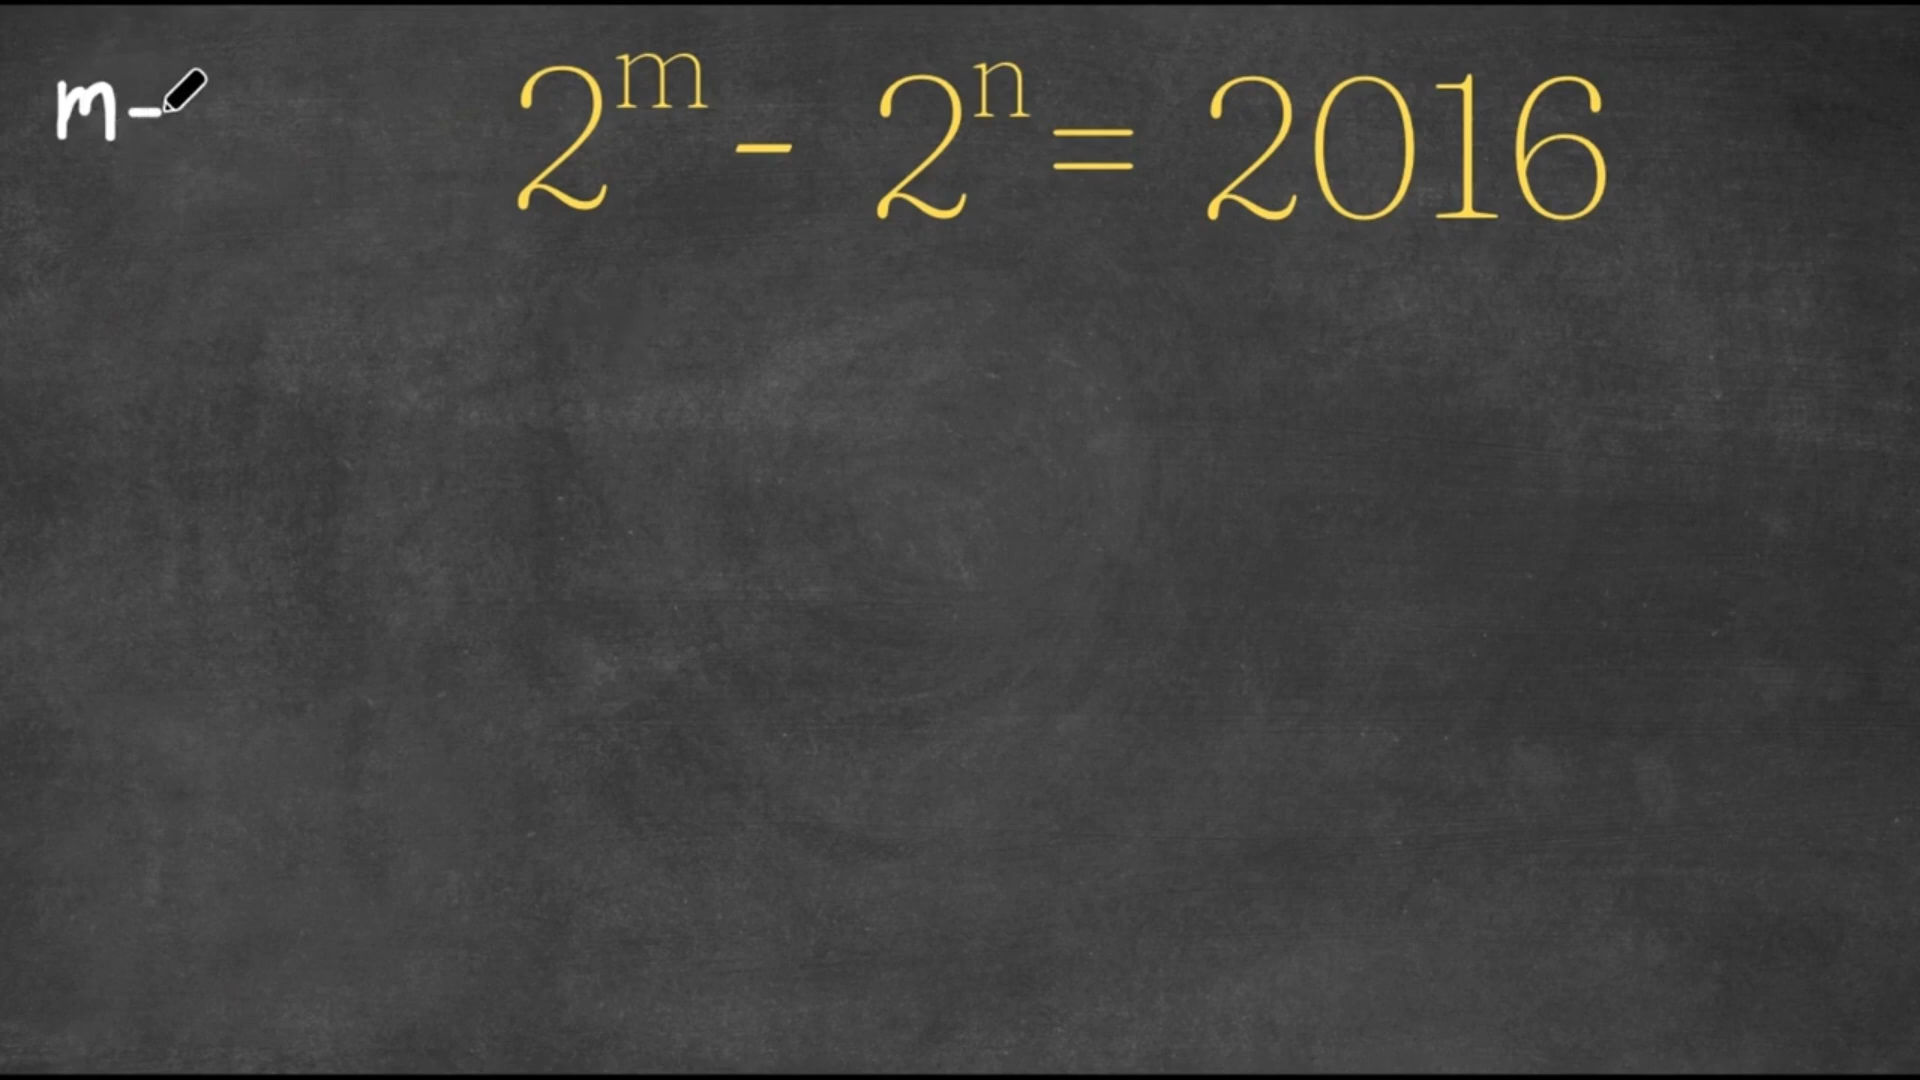 m -
2^m - 2^n = 2016